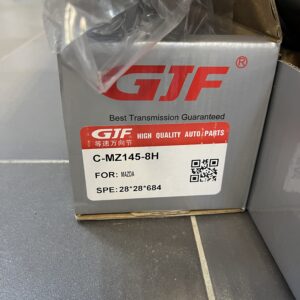 GJF®
Best Transmission Guaranteed
GJF HIGH QUALITY AUTO PARTS
等速万向节
C-MZ145-8H
FOR: MAZDA
SPE: 28*28*684